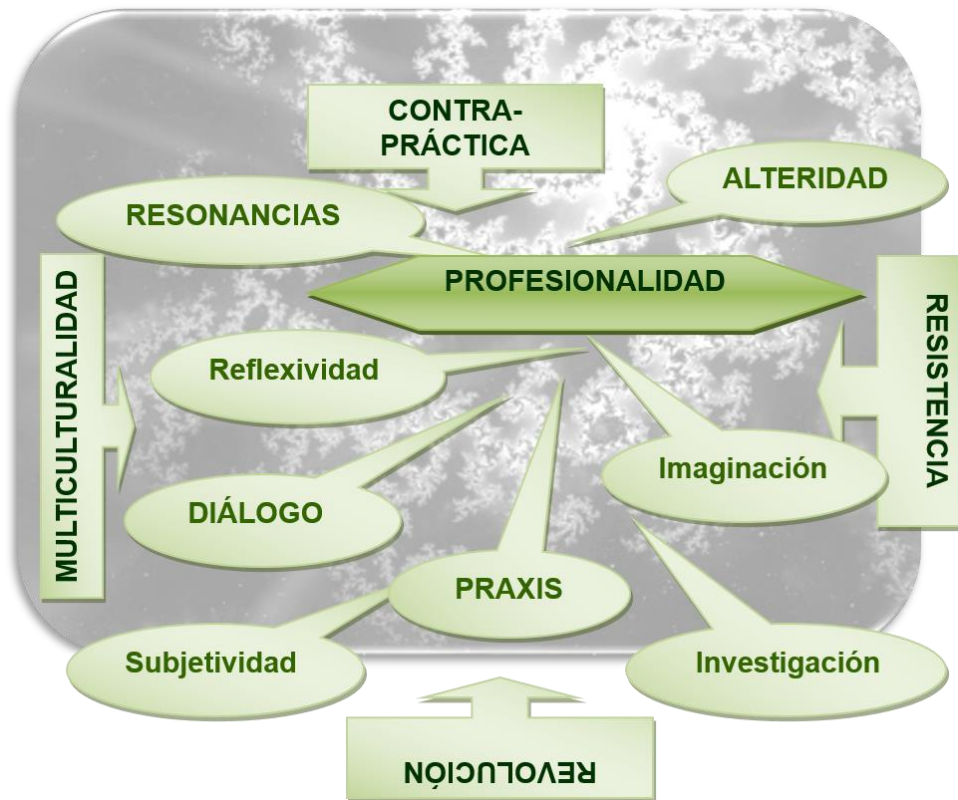 CONTRA-
PRÁCTICA
ALTERIDAD
RESONANCIAS
PROFESIONALIDAD
MULTICULTURALIDAD
RESISTENCIA
Reflexividad
Imaginación
DIÁLOGO
PRAXIS
Subjetividad
Investigación
REVOLUCIÓN